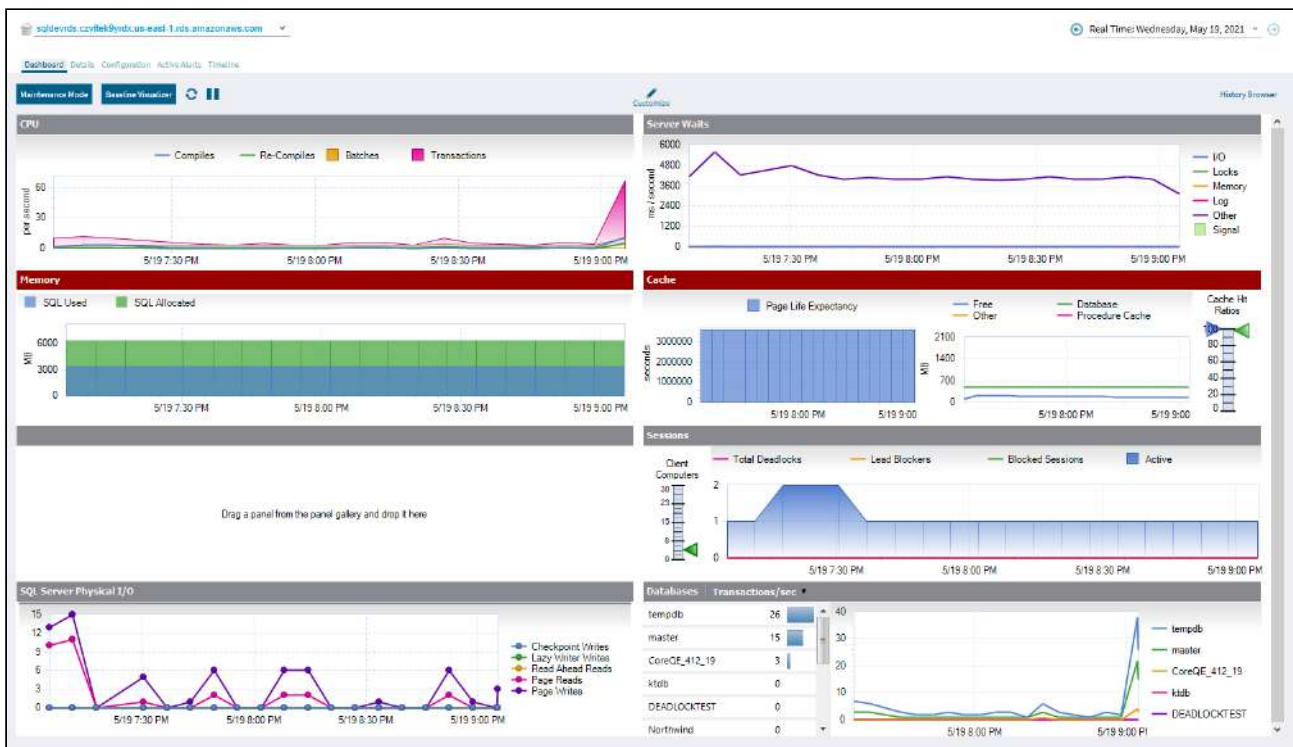 sqldevrds.czvftek9yrdx.us-east-1.rds.amazonaws.com
Real Time: Wednesday, May 19, 2021
Dashboard Details Configuration Active Alerts Timeline
Maintenance Mode Baseline Visualizer
Customize
History Browser
CPU
Compiles Re-Compiles Batches Transactions
per second
60
30
0
5/19 7:30 PM 5/19 8:00 PM 5/19 8:30 PM 5/19 9:00 PM
Server Waits
ms / second
6000
4800
3600
2400
1200
0
5/19 7:30 PM 5/19 8:00 PM 5/19 8:30 PM 5/19 9:00 PM
I/O
Locks
Memory
Log
Other
Signal
Memory
SQL Used SQL Allocated
MB
6000
3000
0
5/19 7:30 PM 5/19 8:00 PM 5/19 8:30 PM 5/19 9:00 PM
Cache
Page Life Expectancy
seconds
3000000
2000000
1000000
0
5/19 8:00 PM 5/19 9:00
Free Database
Other Procedure Cache
MB
2100
1400
700
0
5/19 8:00 PM 5/19 9:00
Cache Hit
Ratios
100
80
60
40
20
0
Drag a panel from the panel gallery and drop it here
Sessions
Client
Computers
30
23
15
8
0
Total Deadlocks Lead Blockers Blocked Sessions Active
2
1
0
5/19 7:30 PM 5/19 8:00 PM 5/19 8:30 PM 5/19 9:00 PM
SQL Server Physical I/O
15
12
9
6
3
0
5/19 7:30 PM 5/19 8:00 PM 5/19 8:30 PM 5/19 9:00 PM
Checkpoint Writes
Lazy Writer Writes
Read Ahead Reads
Page Reads
Page Writes
Databases Transactions/sec
tempdb 26
master 15
CoreQE_412_19 3
ktdb 0
DEADLOCKTEST 0
Northwind 0
40
30
20
10
0
5/19 8:00 PM 5/19 9:00 PI
tempdb
master
CoreQE_412_19
ktdb
DEADLOCKTEST